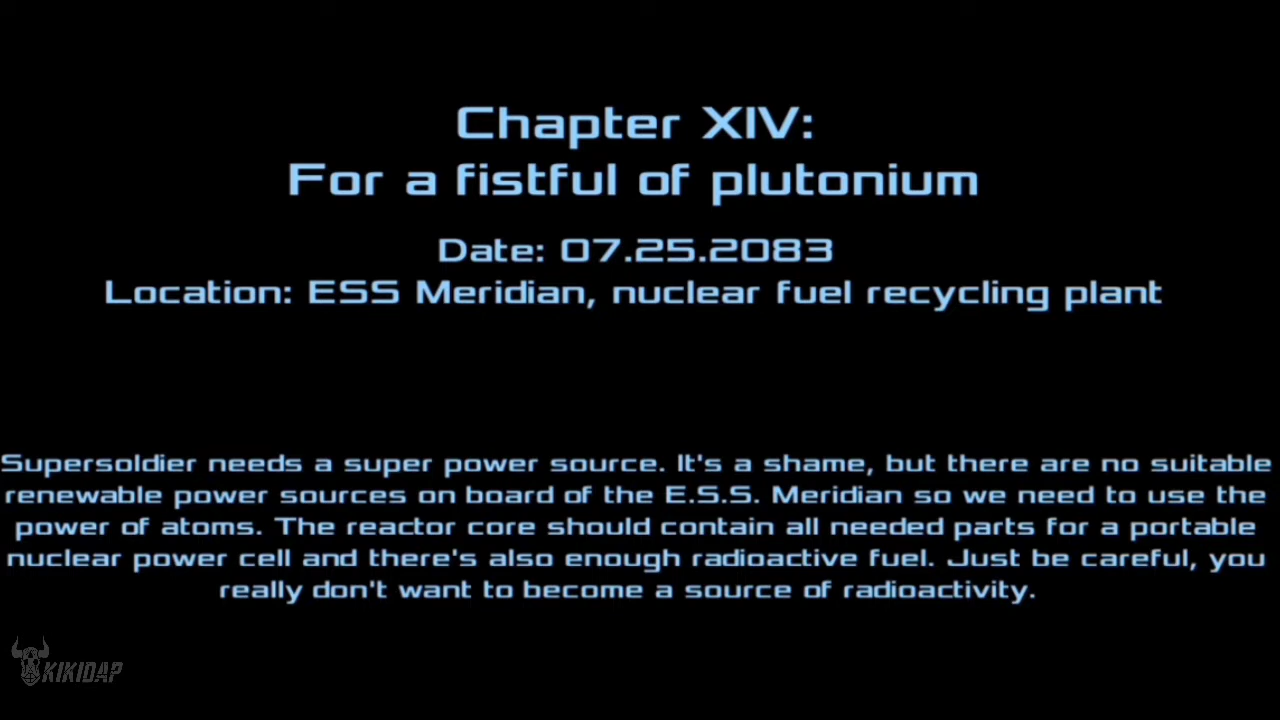 Chapter XIV:
For a fistful of plutonium
Date: 07.25.2083
Location: ESS Meridian, nuclear fuel recycling plant
Supersoldier needs a super power source. It's a shame, but there are no suitable
renewable power sources on board of the E.S.S. Meridian so we need to use the
power of atoms. The reactor core should contain all needed parts for a portable
nuclear power cell and there's also enough radioactive fuel. Just be careful, you
really don't want to become a source of radioactivity.
KIKIDAP